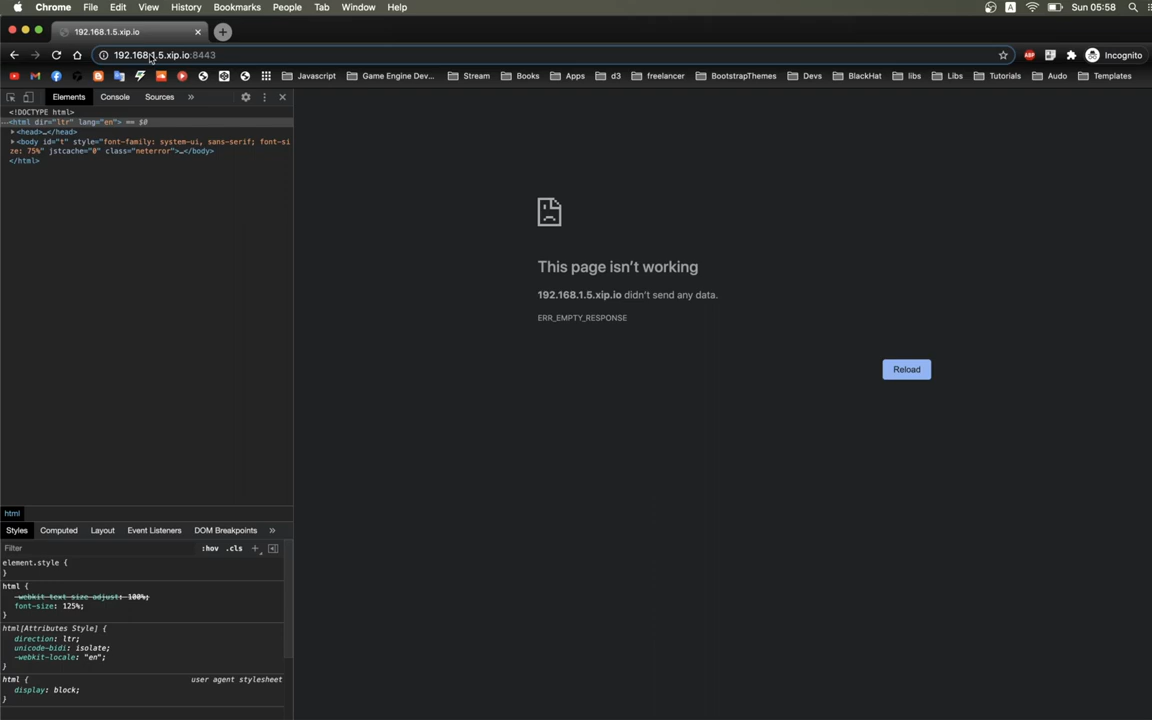 Chrome File Edit View History Bookmarks People Tab Window Help A Sun 05:58
192.168.1.5.xip.io
192.168.1.5.xip.io:8443 ABP Incognito
Javascript Game Engine Dev... Stream Books Apps d3 freelancer BootstrapThemes Devs BlackHat libs Libs Tutorials Audo Templates
Elements Console Sources »
<!DOCTYPE html>
…<html dir="ltr" lang="en"> == $0
<head>…</head>
<body id="t" style="font-family: system-ui, sans-serif; font-si
ze: 75%" jstcache="0" class="neterror">…</body>
</html>
This page isn't working
192.168.1.5.xip.io didn't send any data.
ERR_EMPTY_RESPONSE
Reload
html
Styles Computed Layout Event Listeners DOM Breakpoints »
Filter :hov .cls +
element.style {
}
html {
-webkit-text-size-adjust: 100%;
font-size: 125%;
}
html[Attributes Style] {
direction: ltr;
unicode-bidi: isolate;
-webkit-locale: "en";
}
html { user agent stylesheet
display: block;
}